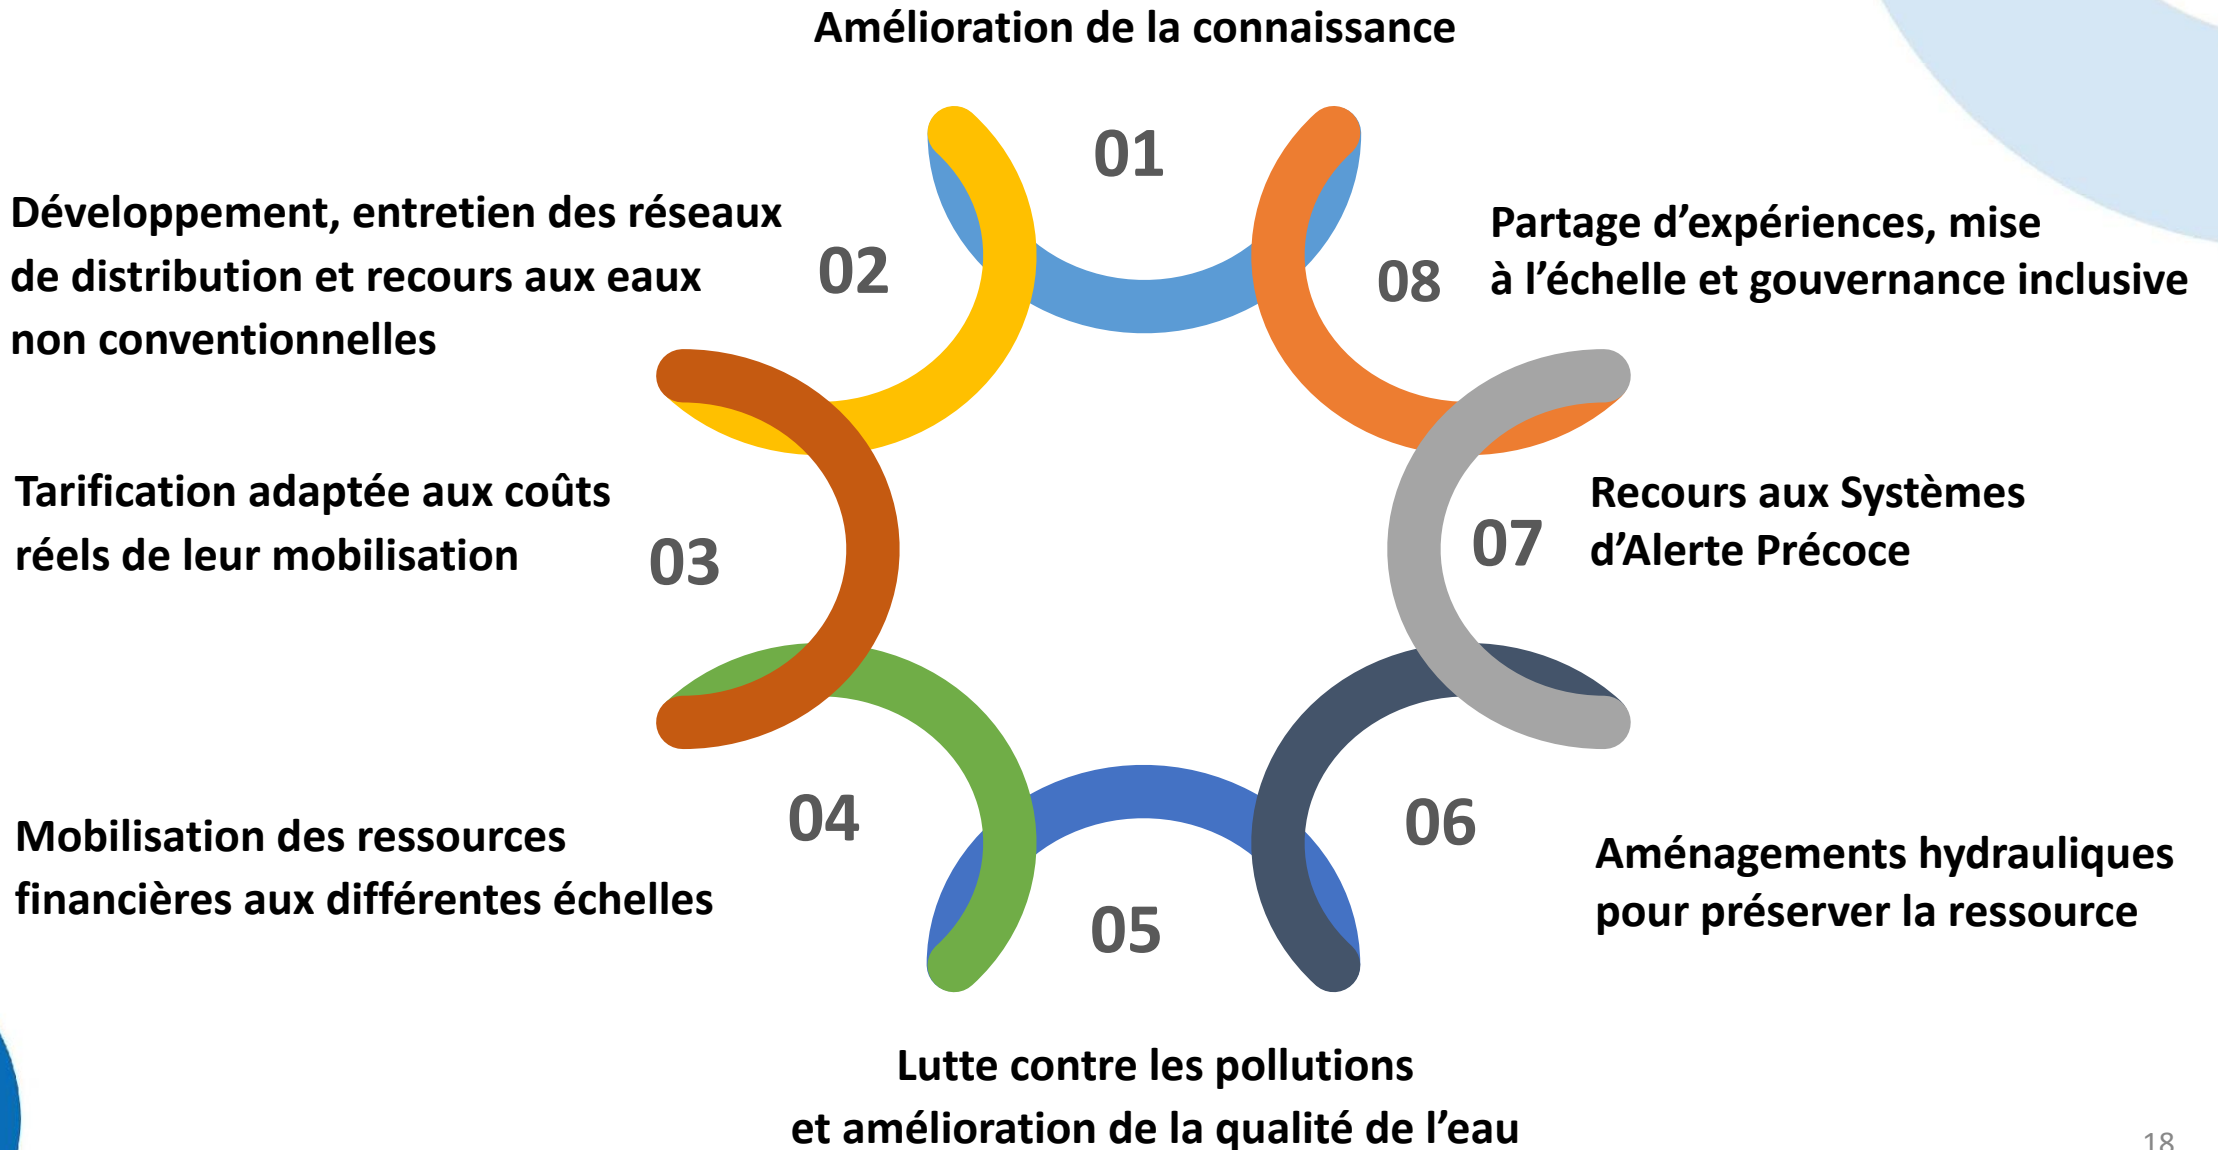 Amélioration de la connaissance
01
Développement, entretien des réseaux
de distribution et recours aux eaux
non conventionnelles
02
Tarification adaptée aux coûts
réels de leur mobilisation
03
Mobilisation des ressources
financières aux différentes échelles
04
05
Lutte contre les pollutions
et amélioration de la qualité de l’eau
06
Aménagements hydrauliques
pour préserver la ressource
07
Recours aux Systèmes
d’Alerte Précoce
08
Partage d’expériences, mise
à l’échelle et gouvernance inclusive
18